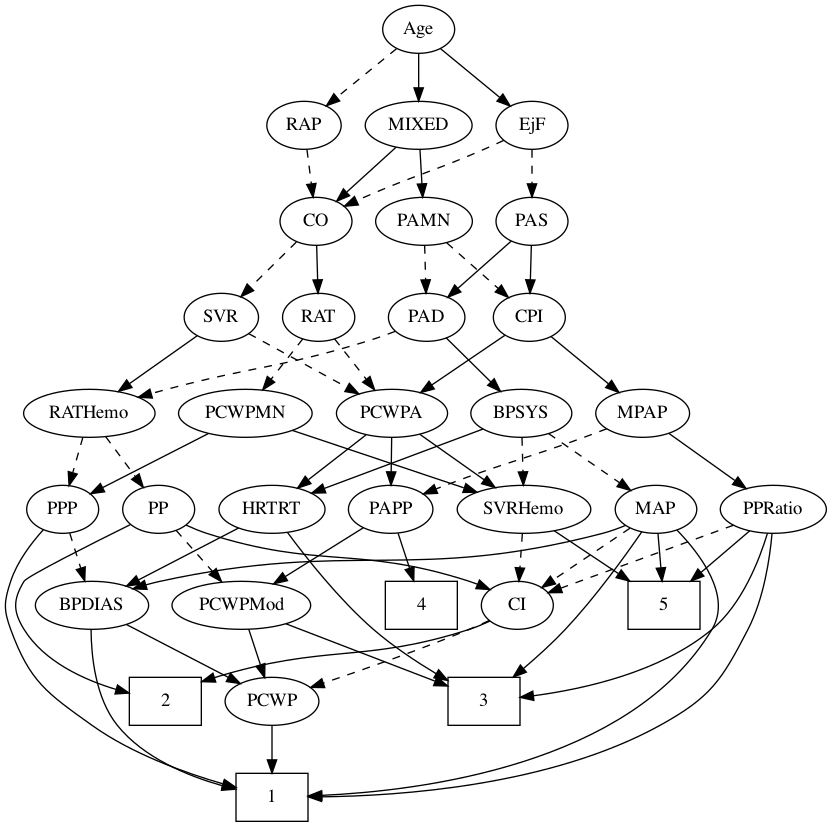 Age
RAP
MIXED
EjF
CO
PAMN
PAS
SVR
RAT
PAD
CPI
RATHemo
PCWPMN
PCWPA
BPSYS
MPAP
PPP
PP
HRTRT
PAPP
SVRHemo
MAP
PPRatio
BPDIAS
PCWPMod
4
CI
5
2
PCWP
3
1